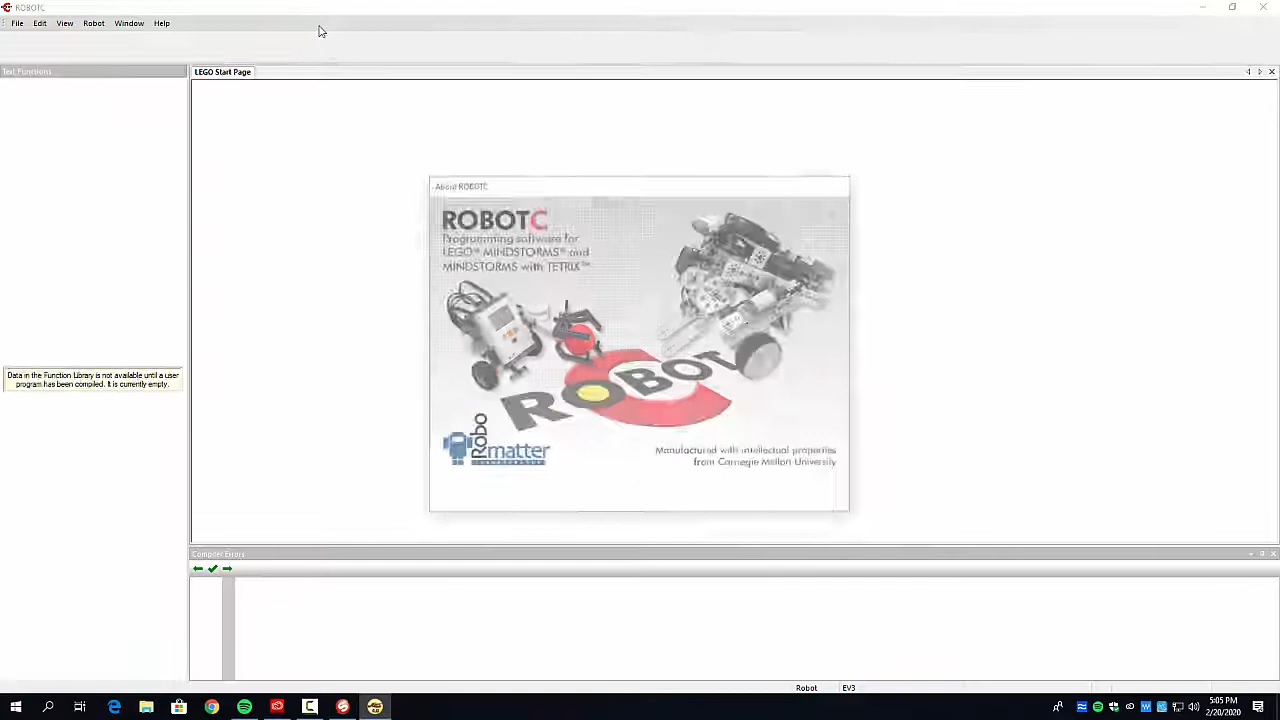 ROBOTC
File Edit View Robot Window Help
Text Functions
LEGO Start Page
Data in the Function Library is not available until a user
program has been compiled. It is currently empty.
About ROBOTC
ROBOTC
Programming software for
LEGO® MINDSTORMS® and
MINDSTORMS with TETRIX™
ROBOT
ROBOT
Robo
matter
Manufactured with intellectual properties
from Carnegie Mellon University
Compiler Errors
Robot EV3
5:05 PM
2/20/2020